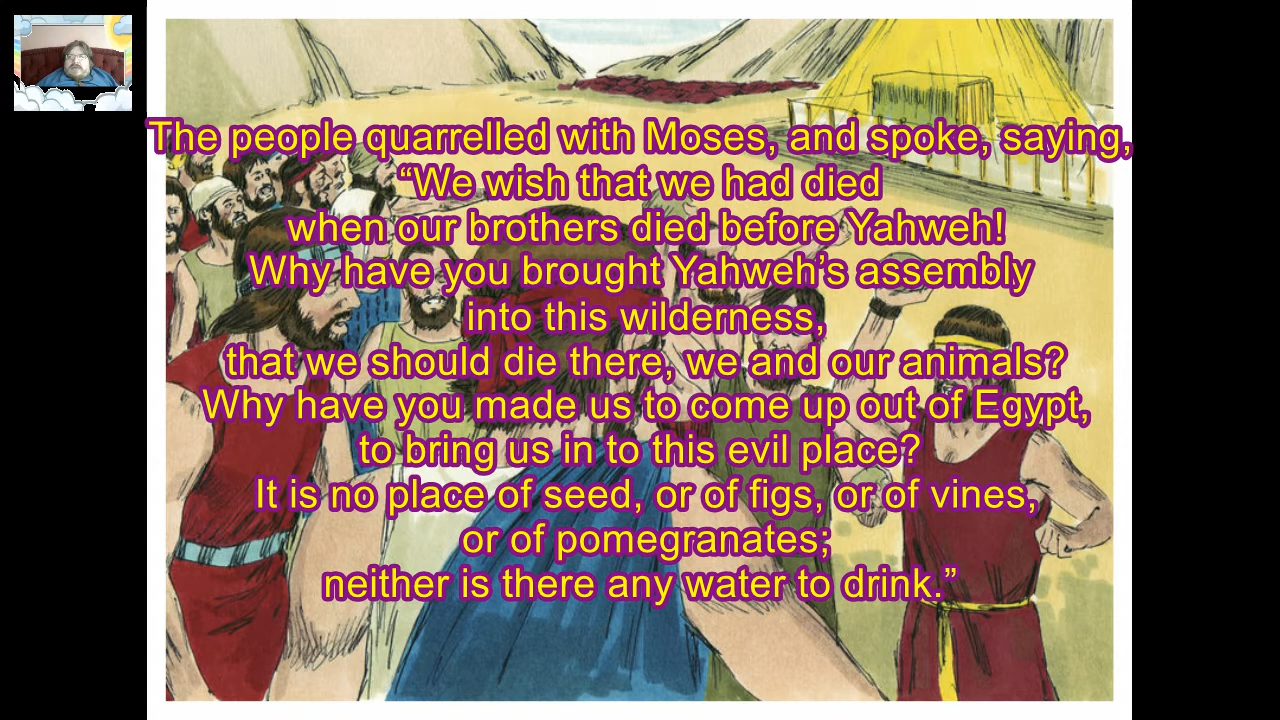 The people quarrelled with Moses, and spoke, saying,
“We wish that we had died
when our brothers died before Yahweh!
Why have you brought Yahweh’s assembly
into this wilderness,
that we should die there, we and our animals?
Why have you made us to come up out of Egypt,
to bring us in to this evil place?
It is no place of seed, or of figs, or of vines,
or of pomegranates;
neither is there any water to drink.”